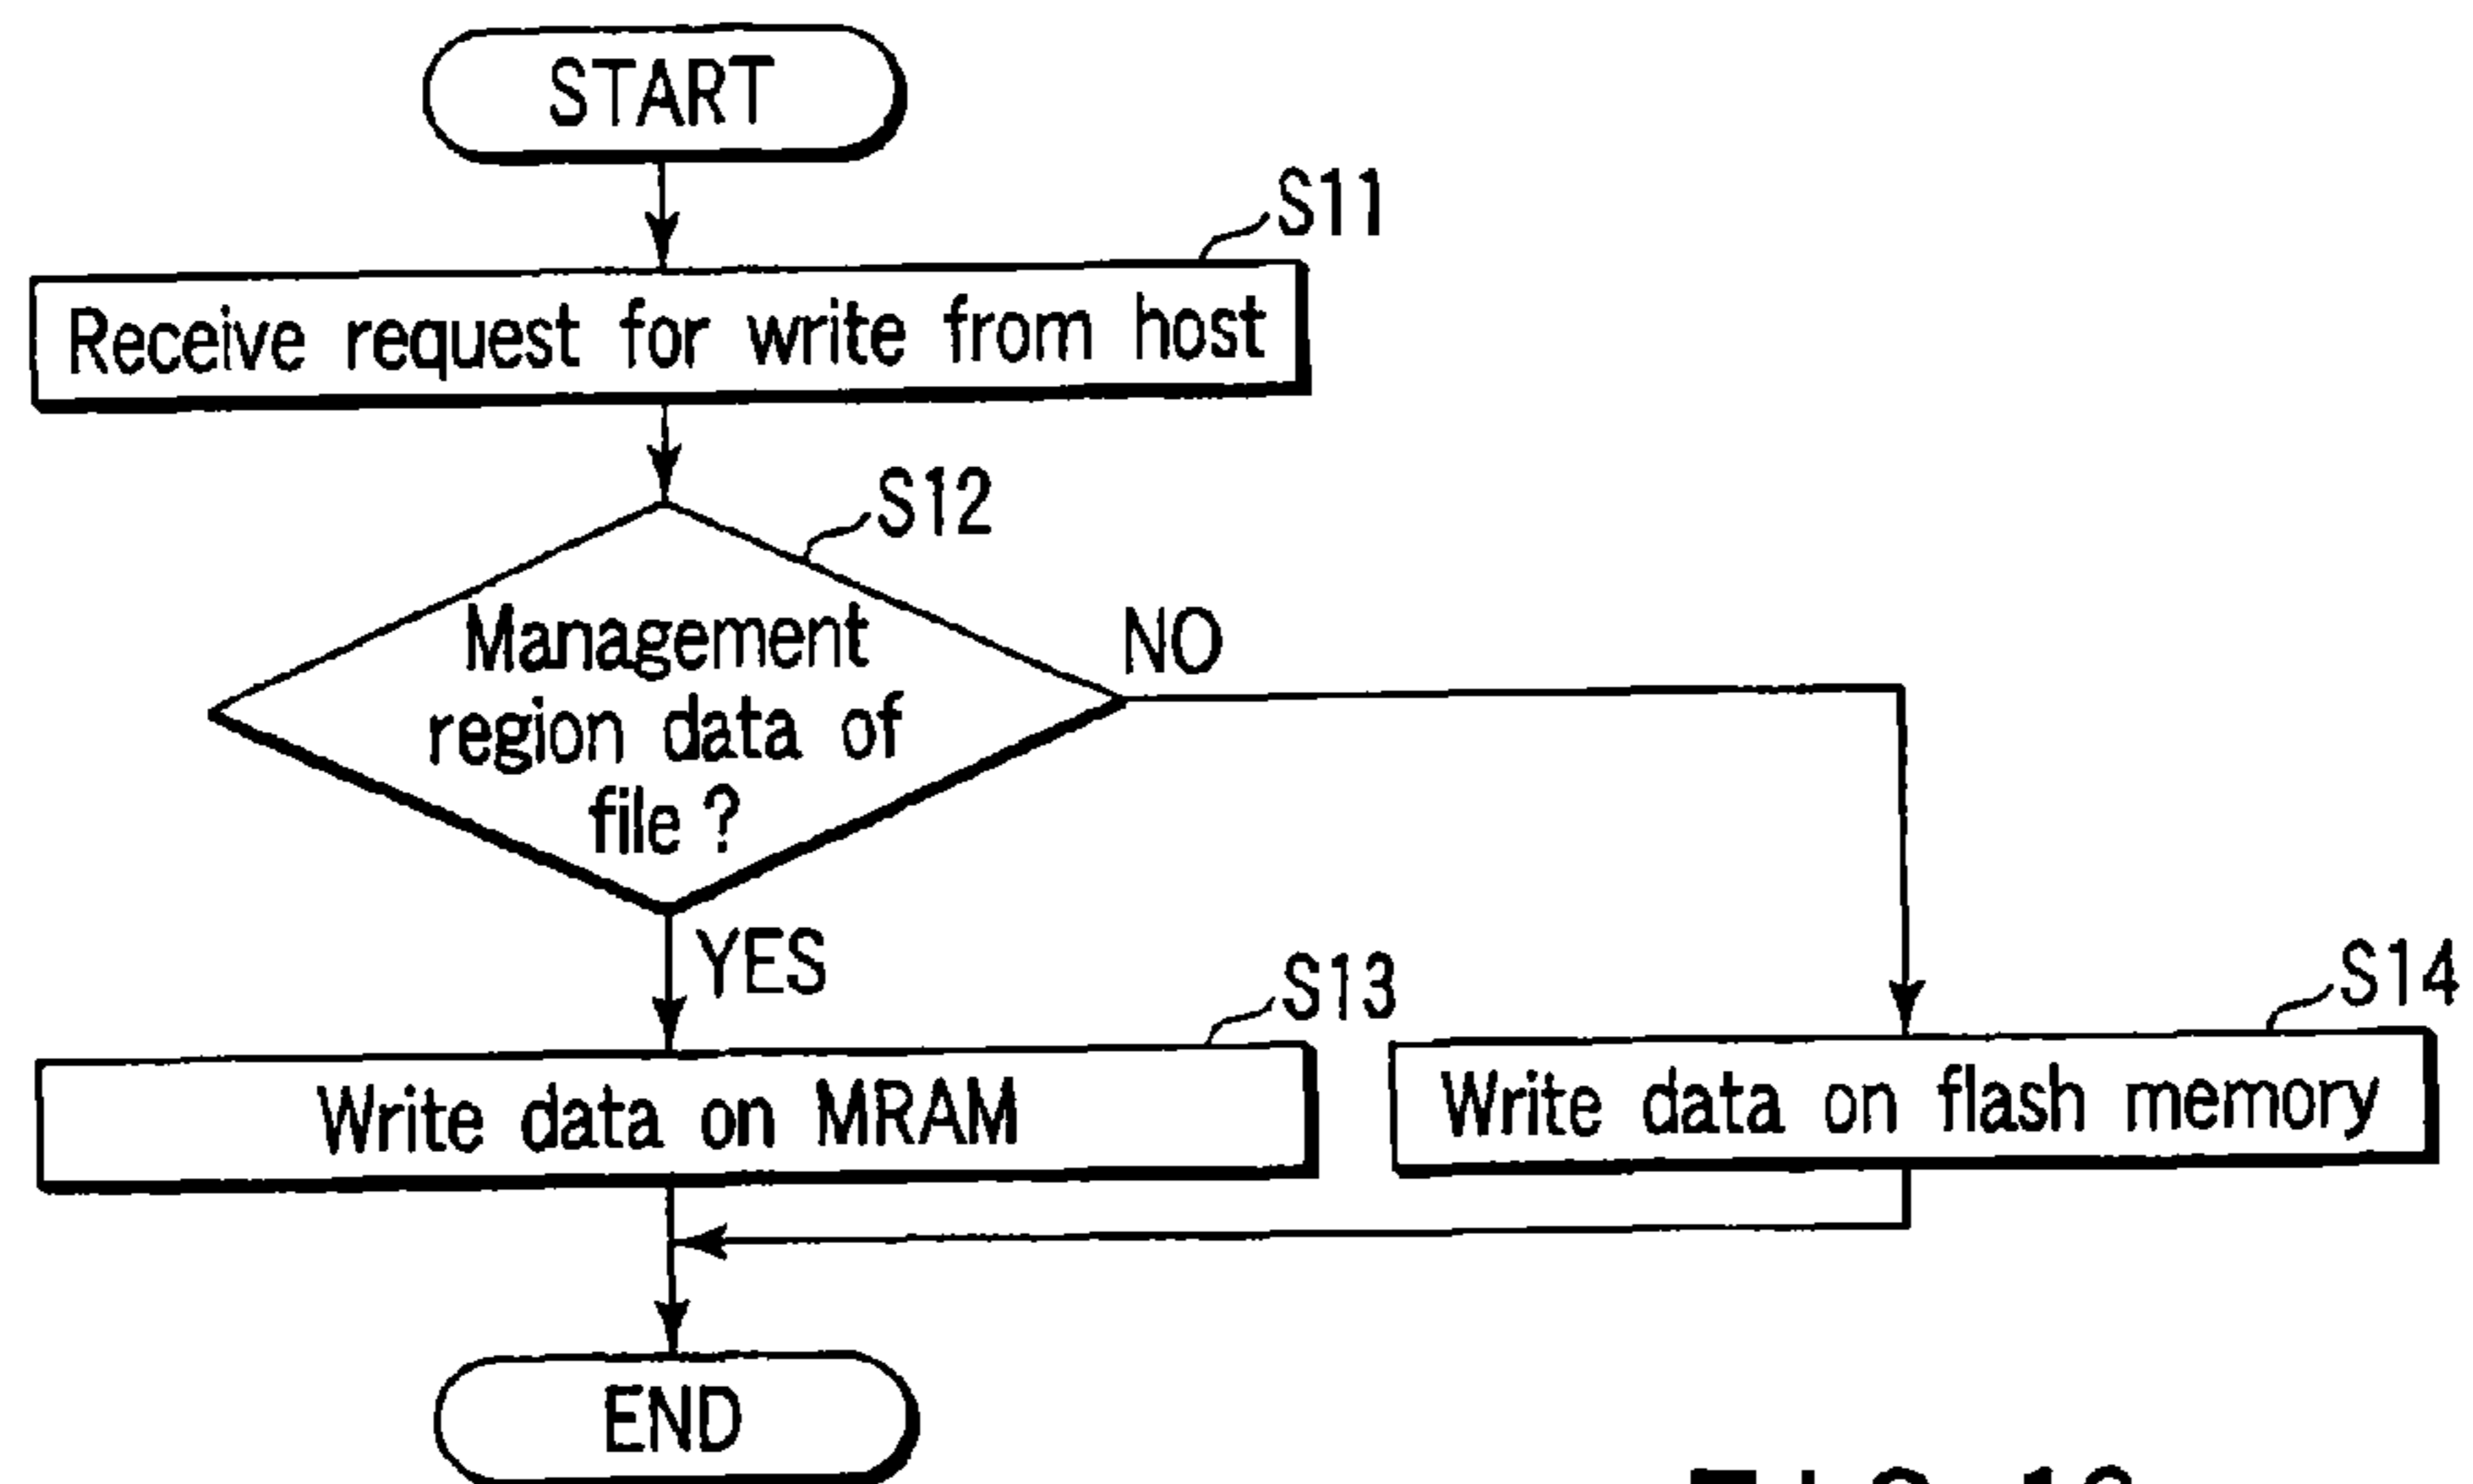 START
S11
Receive request for write from host
S12
Management
region data of
file ?
NO
YES
S13
Write data on MRAM
S14
Write data on flash memory
END